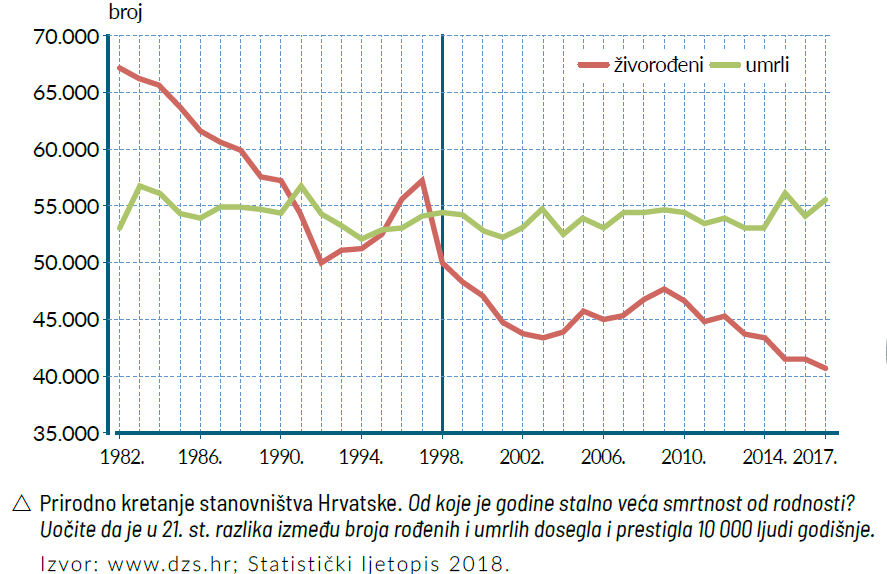 broj
70.000
65.000
60.000
55.000
50.000
45.000
40.000
35.000
živorođeni umrli
1982. 1986. 1990. 1994. 1998. 2002. 2006. 2010. 2014. 2017.
△ Prirodno kretanje stanovništva Hrvatske. Od koje je godine stalno veća smrtnost od rodnosti?
Uočite da je u 21. st. razlika između broja rođenih i umrlih dosegla i prestigla 10 000 ljudi godišnje.
Izvor: www.dzs.hr; Statistički ljetopis 2018.